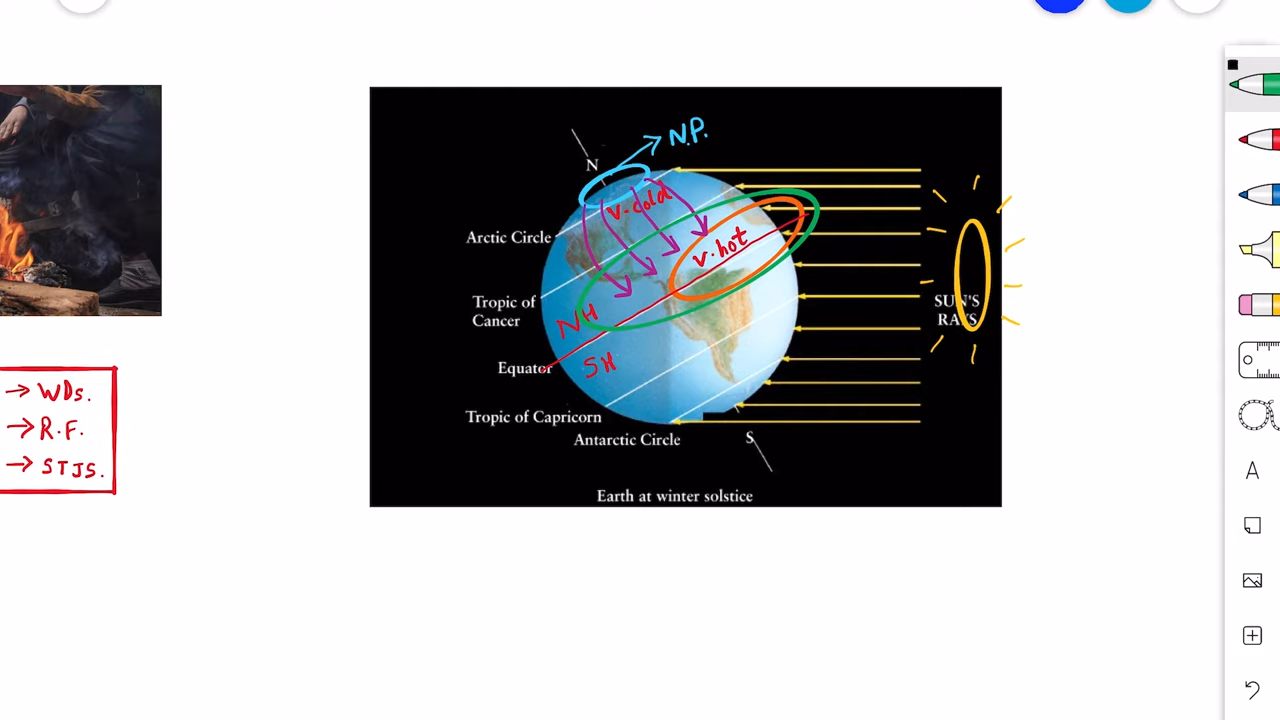 → WDs.
→ R.F.
→ STJS.
N.P.
N
V.cold
Arctic Circle
v.hot
Tropic of
Cancer
NH
SUN'S
RAYS
Equator
SH
Tropic of Capricorn
Antarctic Circle
S
Earth at winter solstice
A